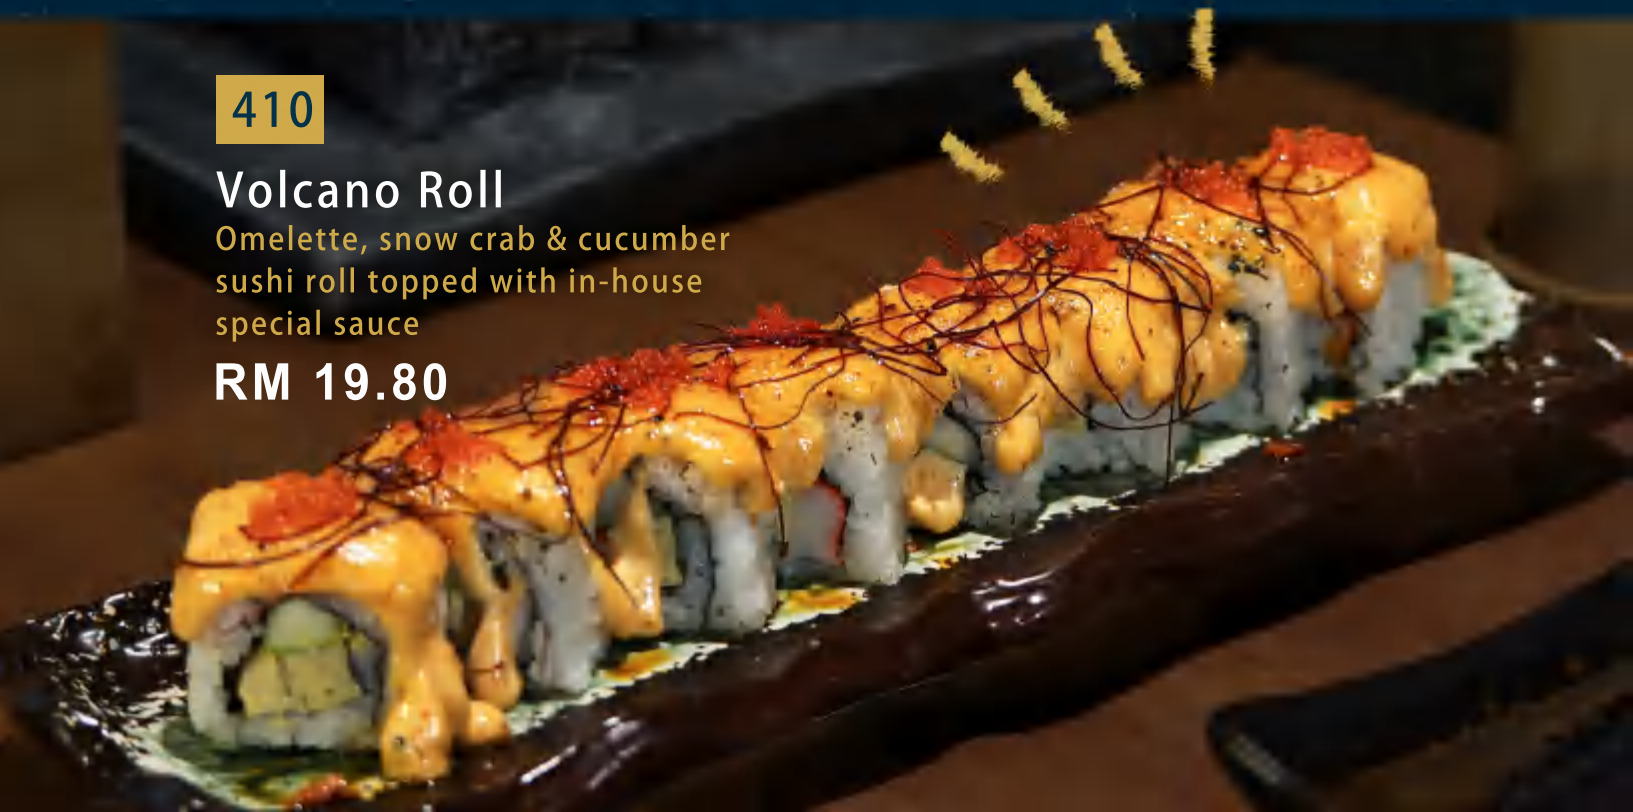 410
Volcano Roll
Omelette, snow crab & cucumber
sushi roll topped with in-house
special sauce
RM 19.80